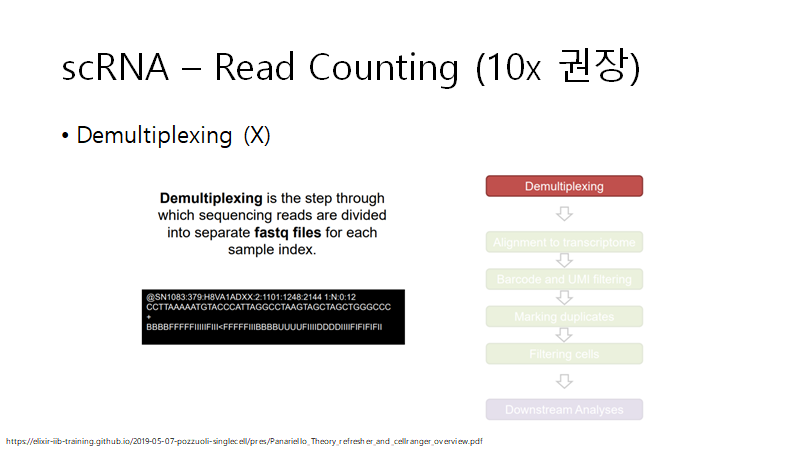 scRNA – Read Counting (10x 권장)
• Demultiplexing (X)
Demultiplexing is the step through
which sequencing reads are divided
into separate fastq files for each
sample index.
@SN1083:379:H8VA1ADXX:2:1101:1248:2144 1:N:0:12
CCTTAAAAATGTACCCATTAGGCCTAAGTAGCTAGCTGGGCCC
+
BBBBFFFFFIIIIIFIII<FFFFFIIIBBBBUUUUFIIIIDDDDIIIIFIFIFIFII
Demultiplexing
Alignment to transcriptome
Barcode and UMI filtering
Marking duplicates
Filtering cells
Downstream Analyses
https://elixir-iib-training.github.io/2019-05-07-pozzuoli-singlecell/pres/Panariello_Theory_refresher_and_cellranger_overview.pdf